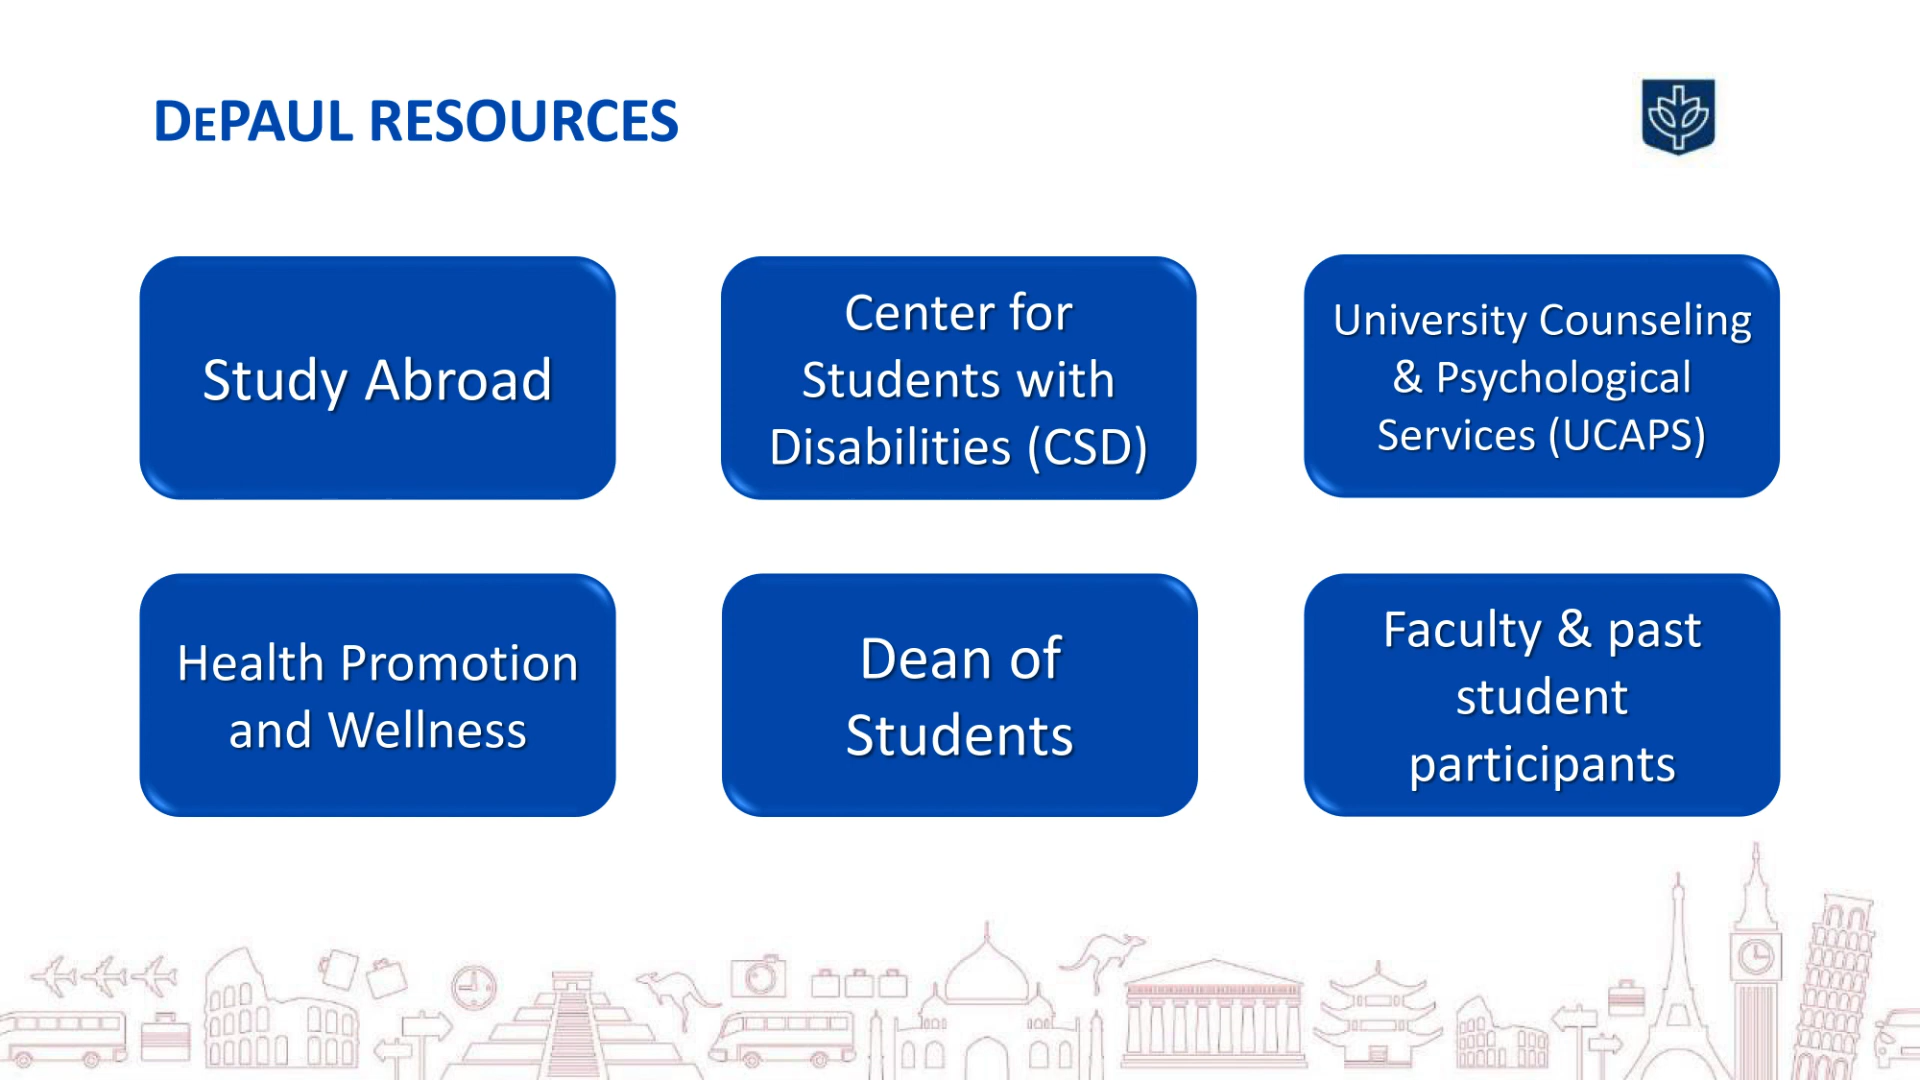 DEPAUL RESOURCES
Study Abroad
Center for
Students with
Disabilities (CSD)
University Counseling
& Psychological
Services (UCAPS)
Health Promotion
and Wellness
Dean of
Students
Faculty & past
student
participants